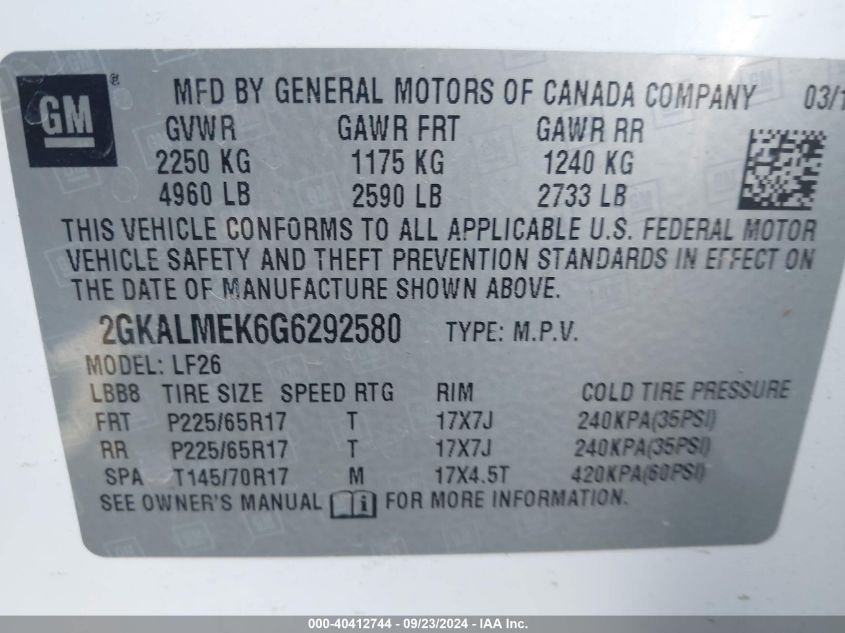 GM ® MFD BY GENERAL MOTORS OF CANADA COMPANY 03/1
GVWR GAWR FRT GAWR RR
2250 KG 1175 KG 1240 KG
4960 LB 2590 LB 2733 LB
THIS VEHICLE CONFORMS TO ALL APPLICABLE U.S. FEDERAL MOTOR
VEHICLE SAFETY AND THEFT PREVENTION STANDARDS IN EFFECT ON
THE DATE OF MANUFACTURE SHOWN ABOVE.
2GKALMEK6G6292580 TYPE: M.P.V.
MODEL: LF26
LBB8 TIRE SIZE SPEED RTG RIM COLD TIRE PRESSURE
FRT P225/65R17 T 17X7J 240KPA(35PSI)
RR P225/65R17 T 17X7J 240KPA(35PSI)
SPA T145/70R17 M 17X4.5T 420KPA(60PSI)
SEE OWNER'S MANUAL i FOR MORE INFORMATION.
000-40412744 - 09/23/2024 - IAA Inc.